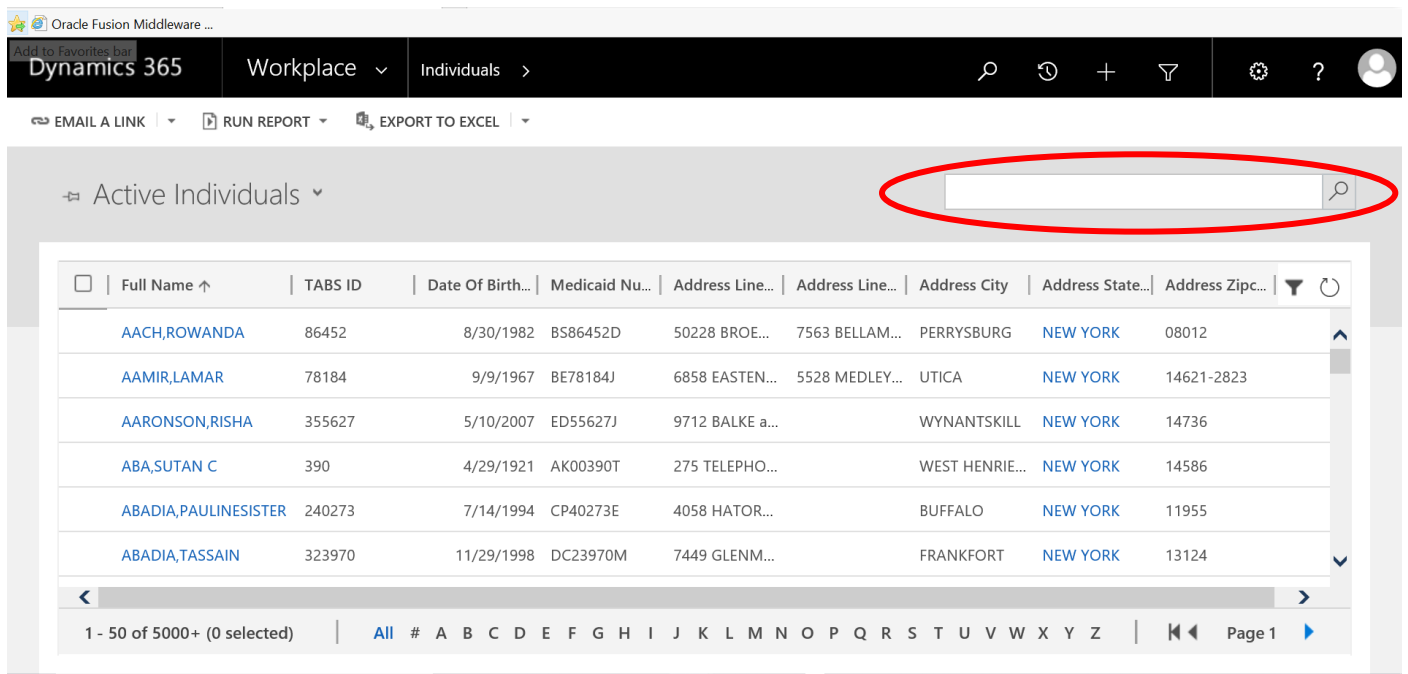 Oracle Fusion Middleware ...
Add to Favorites bar
Dynamics 365 Workplace Individuals
EMAIL A LINK RUN REPORT EXPORT TO EXCEL
Active Individuals
Full Name TABS ID Date Of Birth... Medicaid Nu... Address Line... Address Line... Address City Address State... Address Zipc...
AACH,ROWANDA 86452 8/30/1982 BS86452D 50228 BROE... 7563 BELLAM... PERRYSBURG NEW YORK 08012
AAMIR,LAMAR 78184 9/9/1967 BE78184J 6858 EASTEN... 5528 MEDLEY... UTICA NEW YORK 14621-2823
AARONSON,RISHA 355627 5/10/2007 ED55627J 9712 BALKE a... WYNANTSKILL NEW YORK 14736
ABA,SUTAN C 390 4/29/1921 AK00390T 275 TELEPHO... WEST HENRIE... NEW YORK 14586
ABADIA,PAULINESISTER 240273 7/14/1994 CP40273E 4058 HATOR... BUFFALO NEW YORK 11955
ABADIA,TASSAIN 323970 11/29/1998 DC23970M 7449 GLENM... FRANKFORT NEW YORK 13124
1 - 50 of 5000+ (0 selected) All # A B C D E F G H I J K L M N O P Q R S T U V W X Y Z Page 1